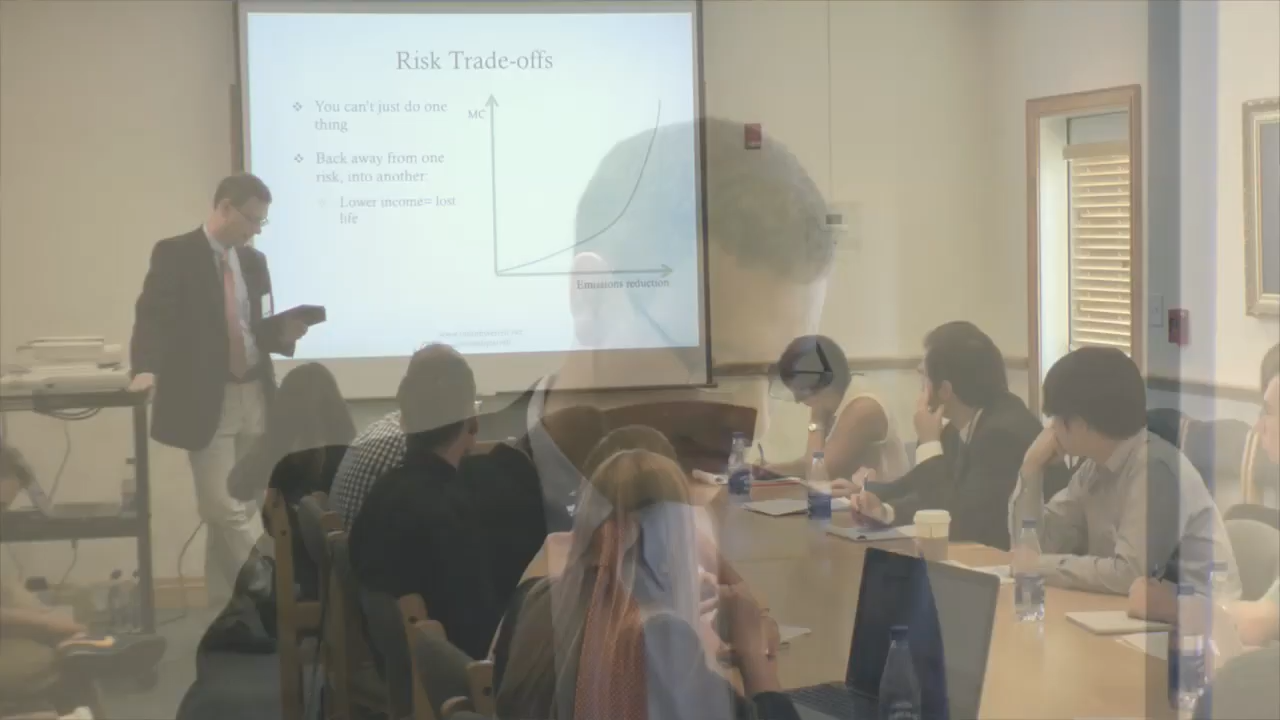 Risk Trade-offs
You can't just do one
thing
Back away from one
risk, into another:
Lower income= lost
life
MC
Emissions reduction